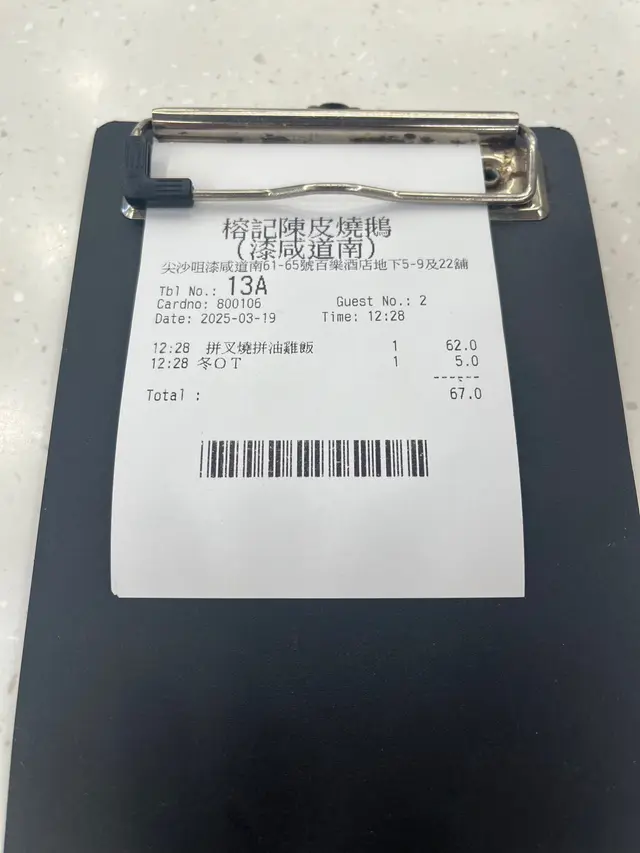 榕記陳皮燒鵝
(漆咸道南)
尖沙咀漆咸道南61-65號百樂酒店地下5-9及22舖
Tbl No.: 13A
Cardno: 800106 Guest No.: 2
Date: 2025-03-19 Time: 12:28
12:28 拼叉燒拼油雞飯 1 62.0
12:28 冬OT 1 5.0
------
Total : 67.0